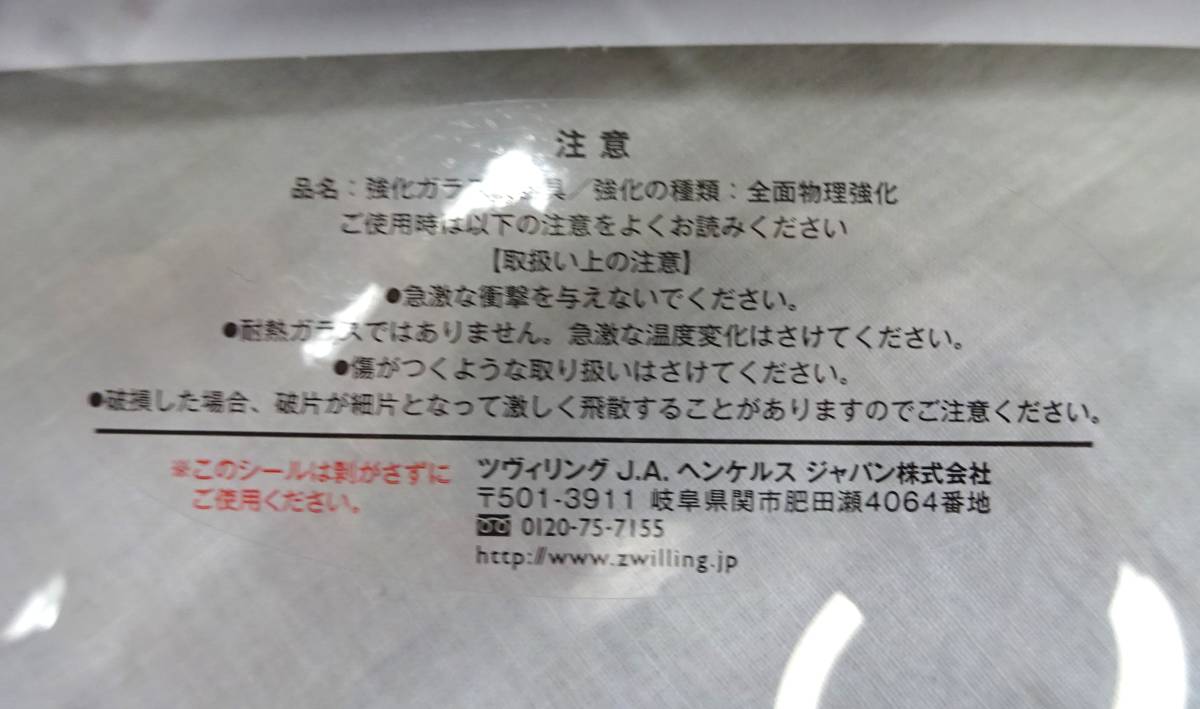 注意
品名：強化ガラス 具／強化の種類：全面物理強化
ご使用時は以下の注意をよくお読みください
【取扱い上の注意】
●急激な衝撃を与えないでください。
●耐熱ガラスではありません。急激な温度変化はさけてください。
●傷がつくような取り扱いはさけてください。
●破損した場合、破片が細片となって激しく飛散することがありますのでご注意ください。
※このシールは剥がさずに
ご使用ください。
ツヴィリング J.A. ヘンケルス ジャパン株式会社
〒501-3911 岐阜県関市肥田瀬4064番地
0120-75-7155
http://www.zwilling.jp